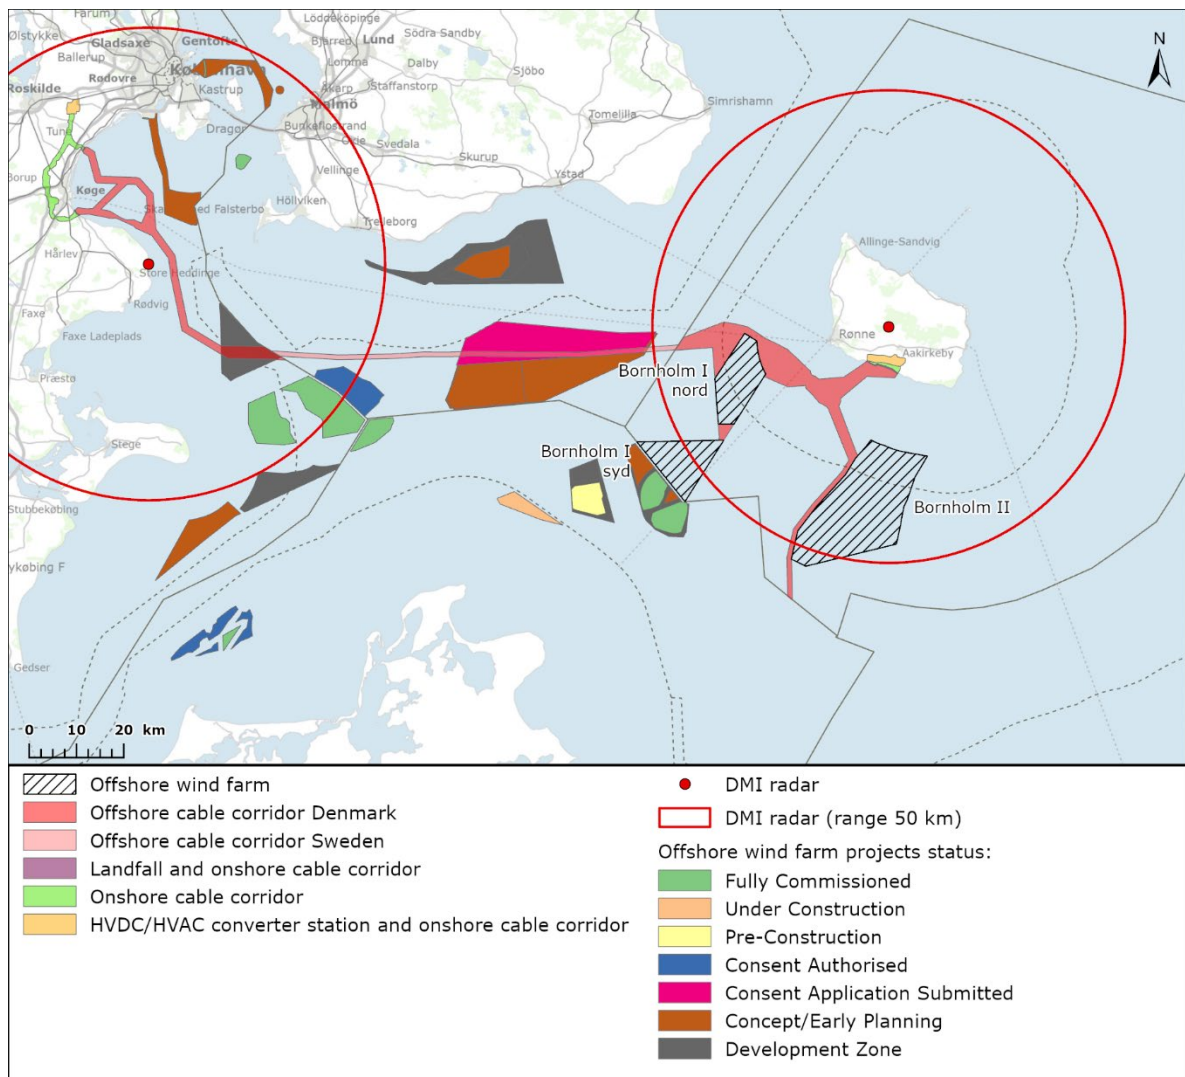 Farum
Ølstykke
Gladsaxe
Gentofte
Ballerup
Rødovre
København
Roskilde
Kastrup
Tune
Dragør
Borup
Køge
Hårlev
Store Heddinge
Rødvig
Faxe
Faxe Ladeplads
Præstø
Stege
Stubbekøbing
ykøbing F
Gedser
Löddeköpinge
Södra Sandby
Bjärred
Lund
Lomma
Dalby
Sjöbo
Åkarp
Staffanstorp
Malmö
Bunkeflostrand
Oxie
Svedala
Tomelilla
Simrishamn
Skurup
Vellinge
Ystad
Höllviken
Trelleborg
Skanör med Falsterbo
Allinge-Sandvig
Rønne
Aakirkeby
N
Bornholm I
nord
Bornholm I
syd
Bornholm II
0 10 20 km
Offshore wind farm
Offshore cable corridor Denmark
Offshore cable corridor Sweden
Landfall and onshore cable corridor
Onshore cable corridor
HVDC/HVAC converter station and onshore cable corridor
DMI radar
DMI radar (range 50 km)
Offshore wind farm projects status:
Fully Commissioned
Under Construction
Pre-Construction
Consent Authorised
Consent Application Submitted
Concept/Early Planning
Development Zone